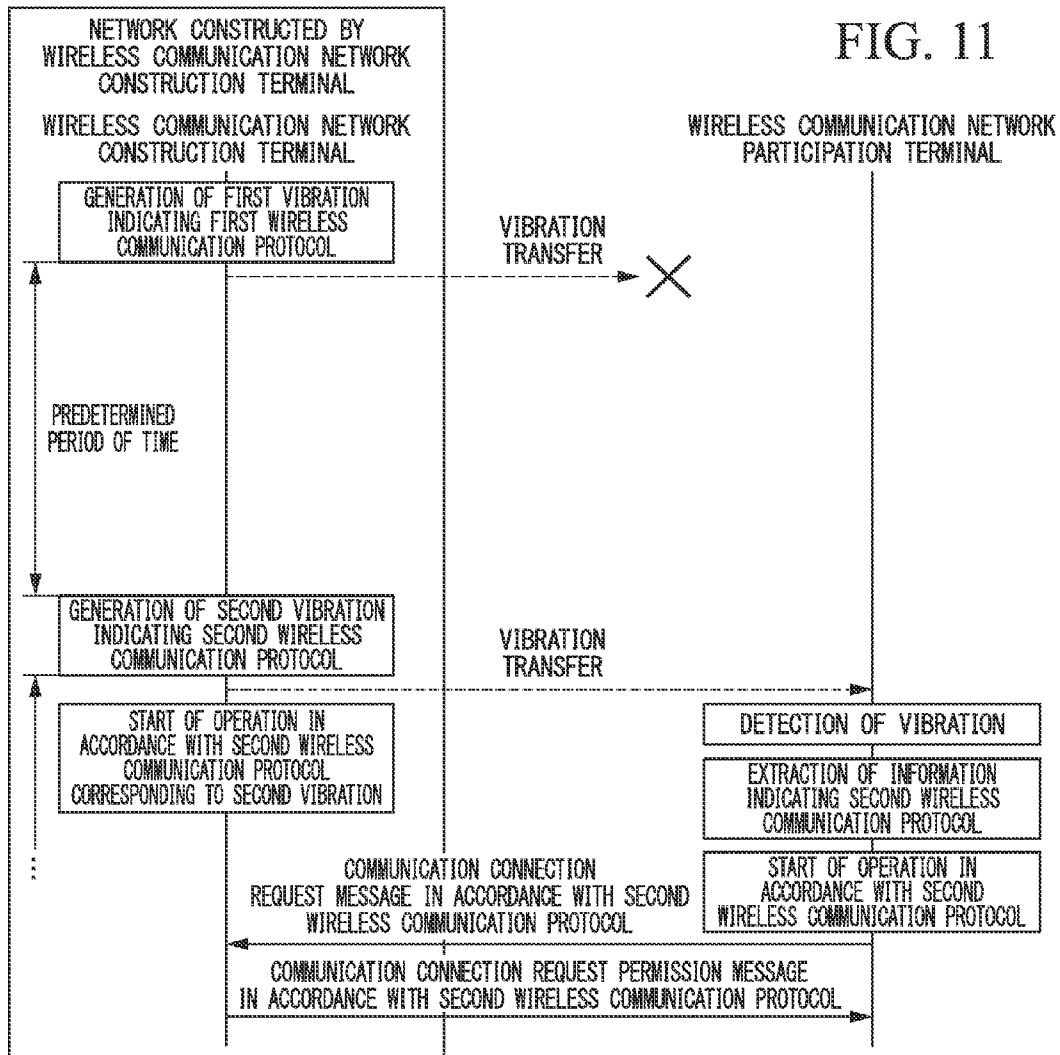 FIG. 11
NETWORK CONSTRUCTED BY
WIRELESS COMMUNICATION NETWORK
CONSTRUCTION TERMINAL
WIRELESS COMMUNICATION NETWORK
CONSTRUCTION TERMINAL
WIRELESS COMMUNICATION NETWORK
PARTICIPATION TERMINAL
GENERATION OF FIRST VIBRATION
INDICATING FIRST WIRELESS
COMMUNICATION PROTOCOL
VIBRATION
TRANSFER
PREDETERMINED
PERIOD OF TIME
GENERATION OF SECOND VIBRATION
INDICATING SECOND WIRELESS
COMMUNICATION PROTOCOL
VIBRATION
TRANSFER
START OF OPERATION IN
ACCORDANCE WITH SECOND WIRELESS
COMMUNICATION PROTOCOL
CORRESPONDING TO SECOND VIBRATION
DETECTION OF VIBRATION
EXTRACTION OF INFORMATION
INDICATING SECOND WIRELESS
COMMUNICATION PROTOCOL
START OF OPERATION IN
ACCORDANCE WITH SECOND
WIRELESS COMMUNICATION PROTOCOL
...
COMMUNICATION CONNECTION
REQUEST MESSAGE IN ACCORDANCE WITH SECOND
WIRELESS COMMUNICATION PROTOCOL
COMMUNICATION CONNECTION REQUEST PERMISSION MESSAGE
IN ACCORDANCE WITH SECOND WIRELESS COMMUNICATION PROTOCOL